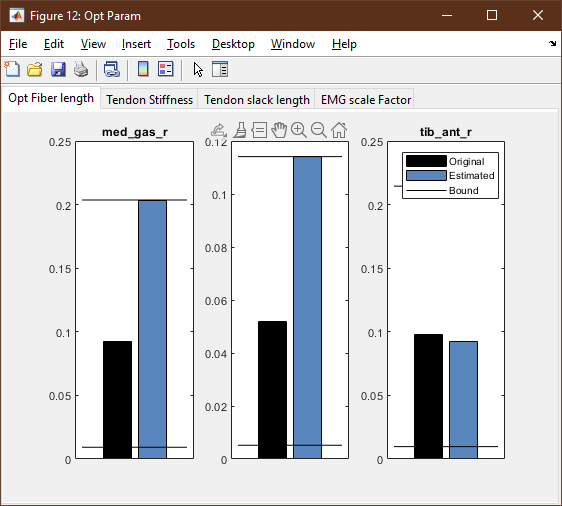 Figure 12: Opt Param
File Edit View Insert Tools Desktop Window Help
Opt Fiber length Tendon Stiffness Tendon slack length EMG scale Factor
med_gas_r
0.25
0.2
0.15
0.1
0.05
0
0.12
0.1
0.08
0.06
0.04
0.02
0
tib_ant_r
0.25
0.2
0.15
0.1
0.05
0
Original
Estimated
Bound